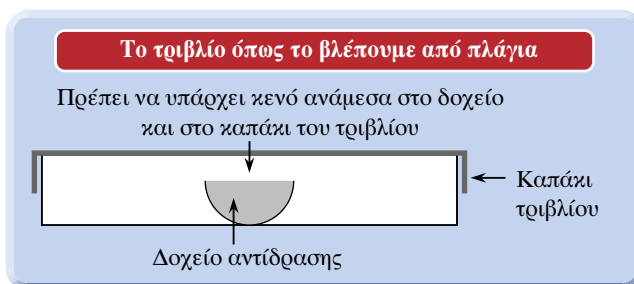 Το τριβλίο όπως το βλέπουμε από πλάγια
Πρέπει να υπάρχει κενό ανάμεσα στο δοχείο
και στο καπάκι του τριβλίου
Καπάκι
τριβλίου
Δοχείο αντίδρασης